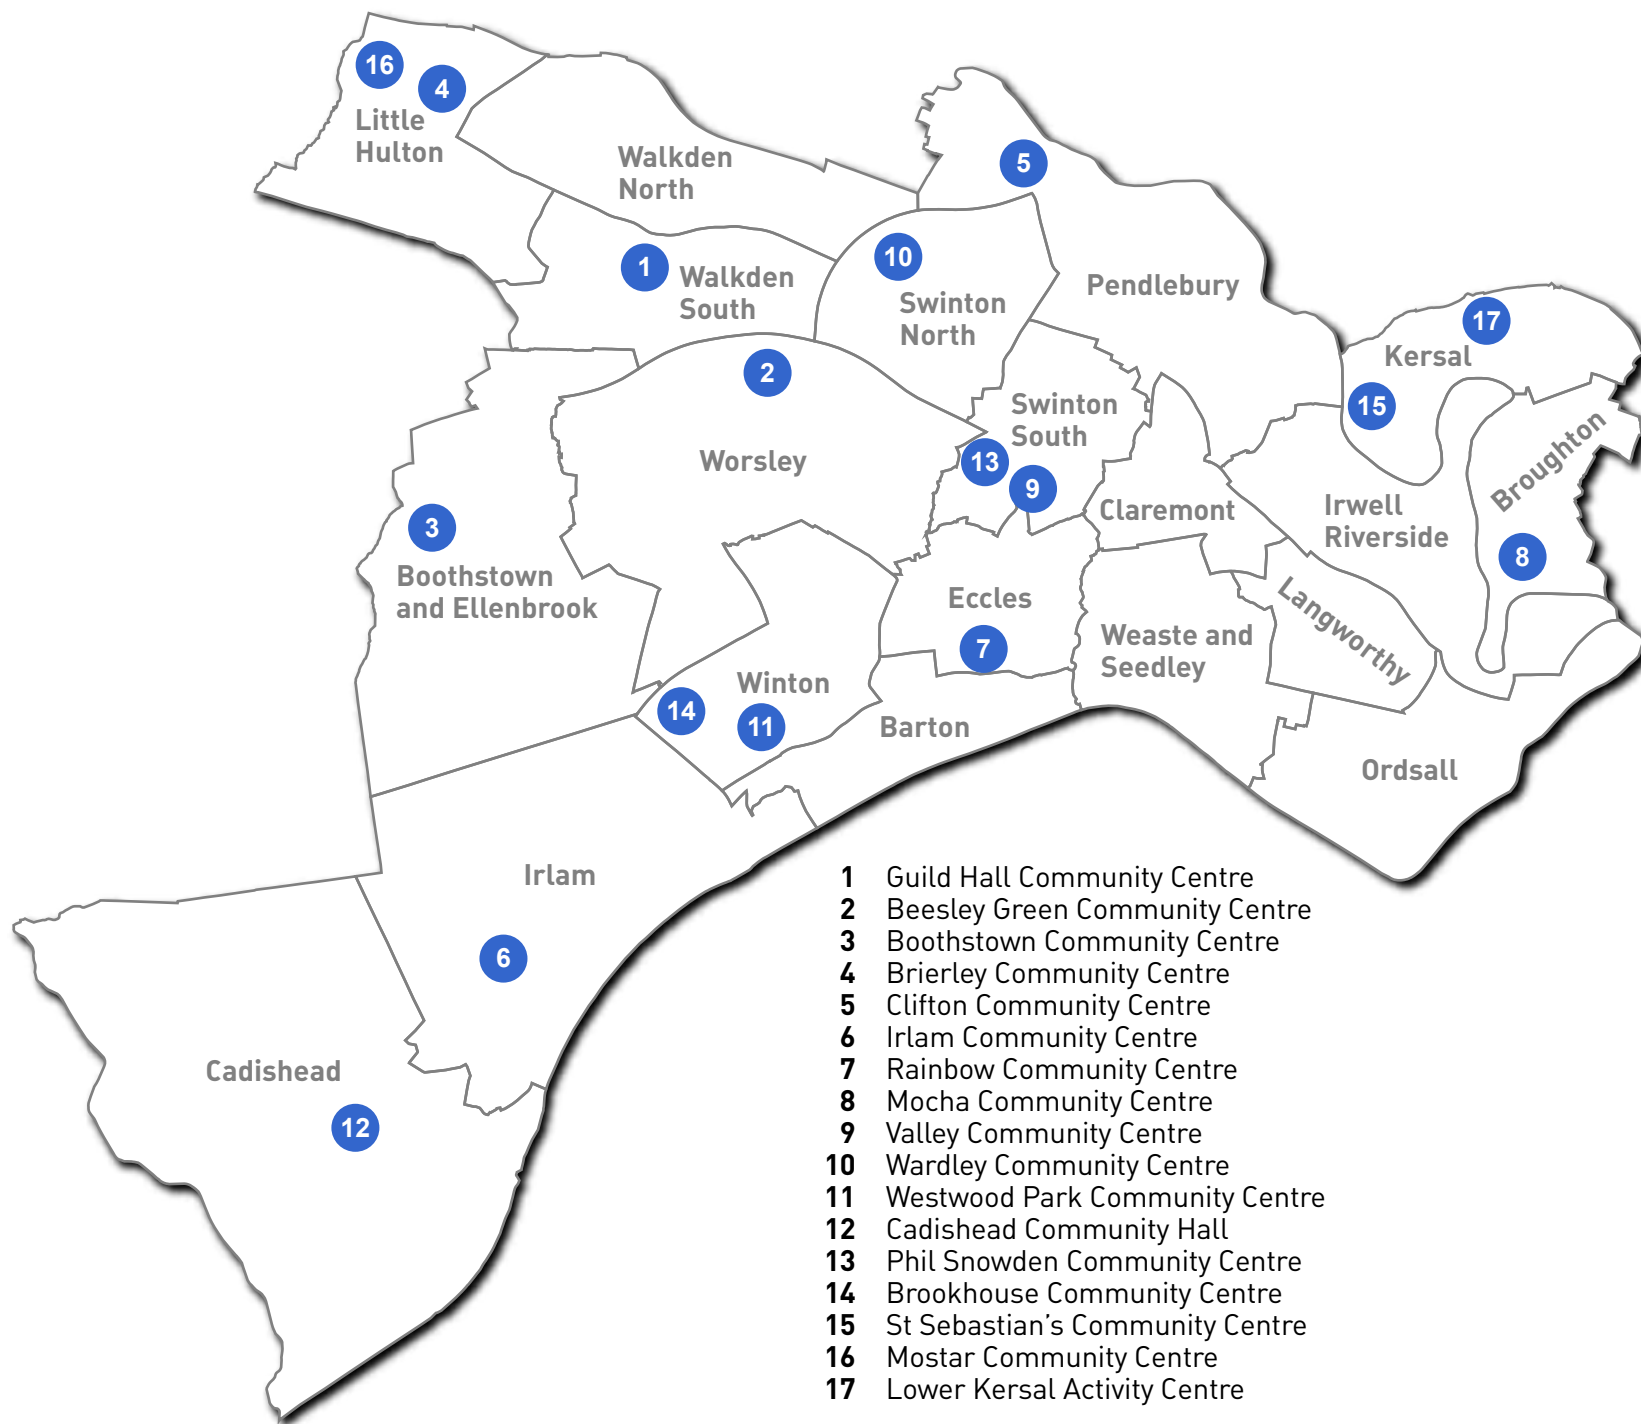 16
4
Little
Hulton
Walkden
North
5
1
Walkden
South
10
Swinton
North
Pendlebury
17
Kersal
15
2
Worsley
Swinton
South
13
9
Claremont
Irwell
Riverside
Broughton
8
3
Boothstown
and Ellenbrook
Eccles
7
Weaste and
Seedley
Langworthy
Winton
14
11
Barton
Ordsall
Irlam
6
Cadishead
12
1 Guild Hall Community Centre
2 Beesley Green Community Centre
3 Boothstown Community Centre
4 Brierley Community Centre
5 Clifton Community Centre
6 Irlam Community Centre
7 Rainbow Community Centre
8 Mocha Community Centre
9 Valley Community Centre
10 Wardley Community Centre
11 Westwood Park Community Centre
12 Cadishead Community Hall
13 Phil Snowden Community Centre
14 Brookhouse Community Centre
15 St Sebastian’s Community Centre
16 Mostar Community Centre
17 Lower Kersal Activity Centre